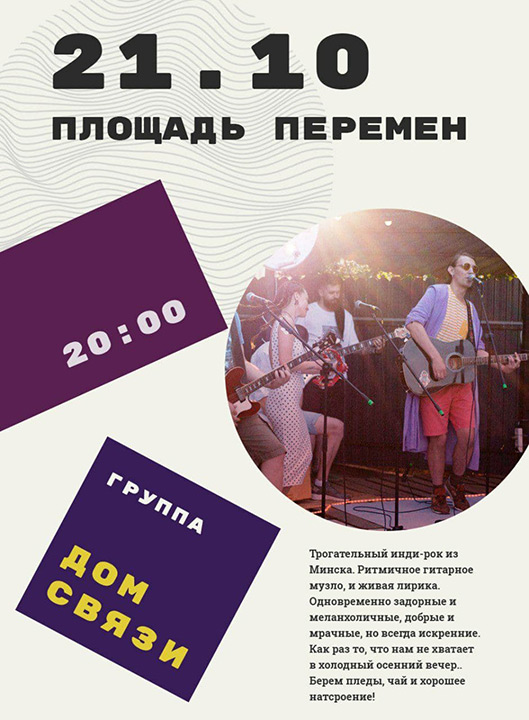 21.10
ПЛОЩАДЬ ПЕРЕМЕН
20:00
ГРУППА
ДОМ
СВЯЗИ
Трогательный инди-рок из
Минска. Ритмичное гитарное
музло, и живая лирика.
Одновременно задорные и
меланхоличные, добрые и
мрачные, но всегда искренние.
Как раз то, что нам не хватает
в холодный осенний вечер..
Берем пледы, чай и хорошее
натсроение!